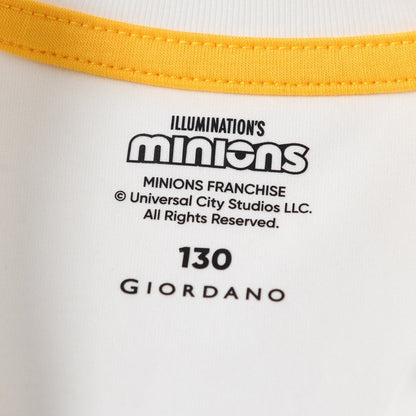 ILLUMINATION'S
minions
MINIONS FRANCHISE
© Universal City Studios LLC.
All Rights Reserved.
130
GIORDANO